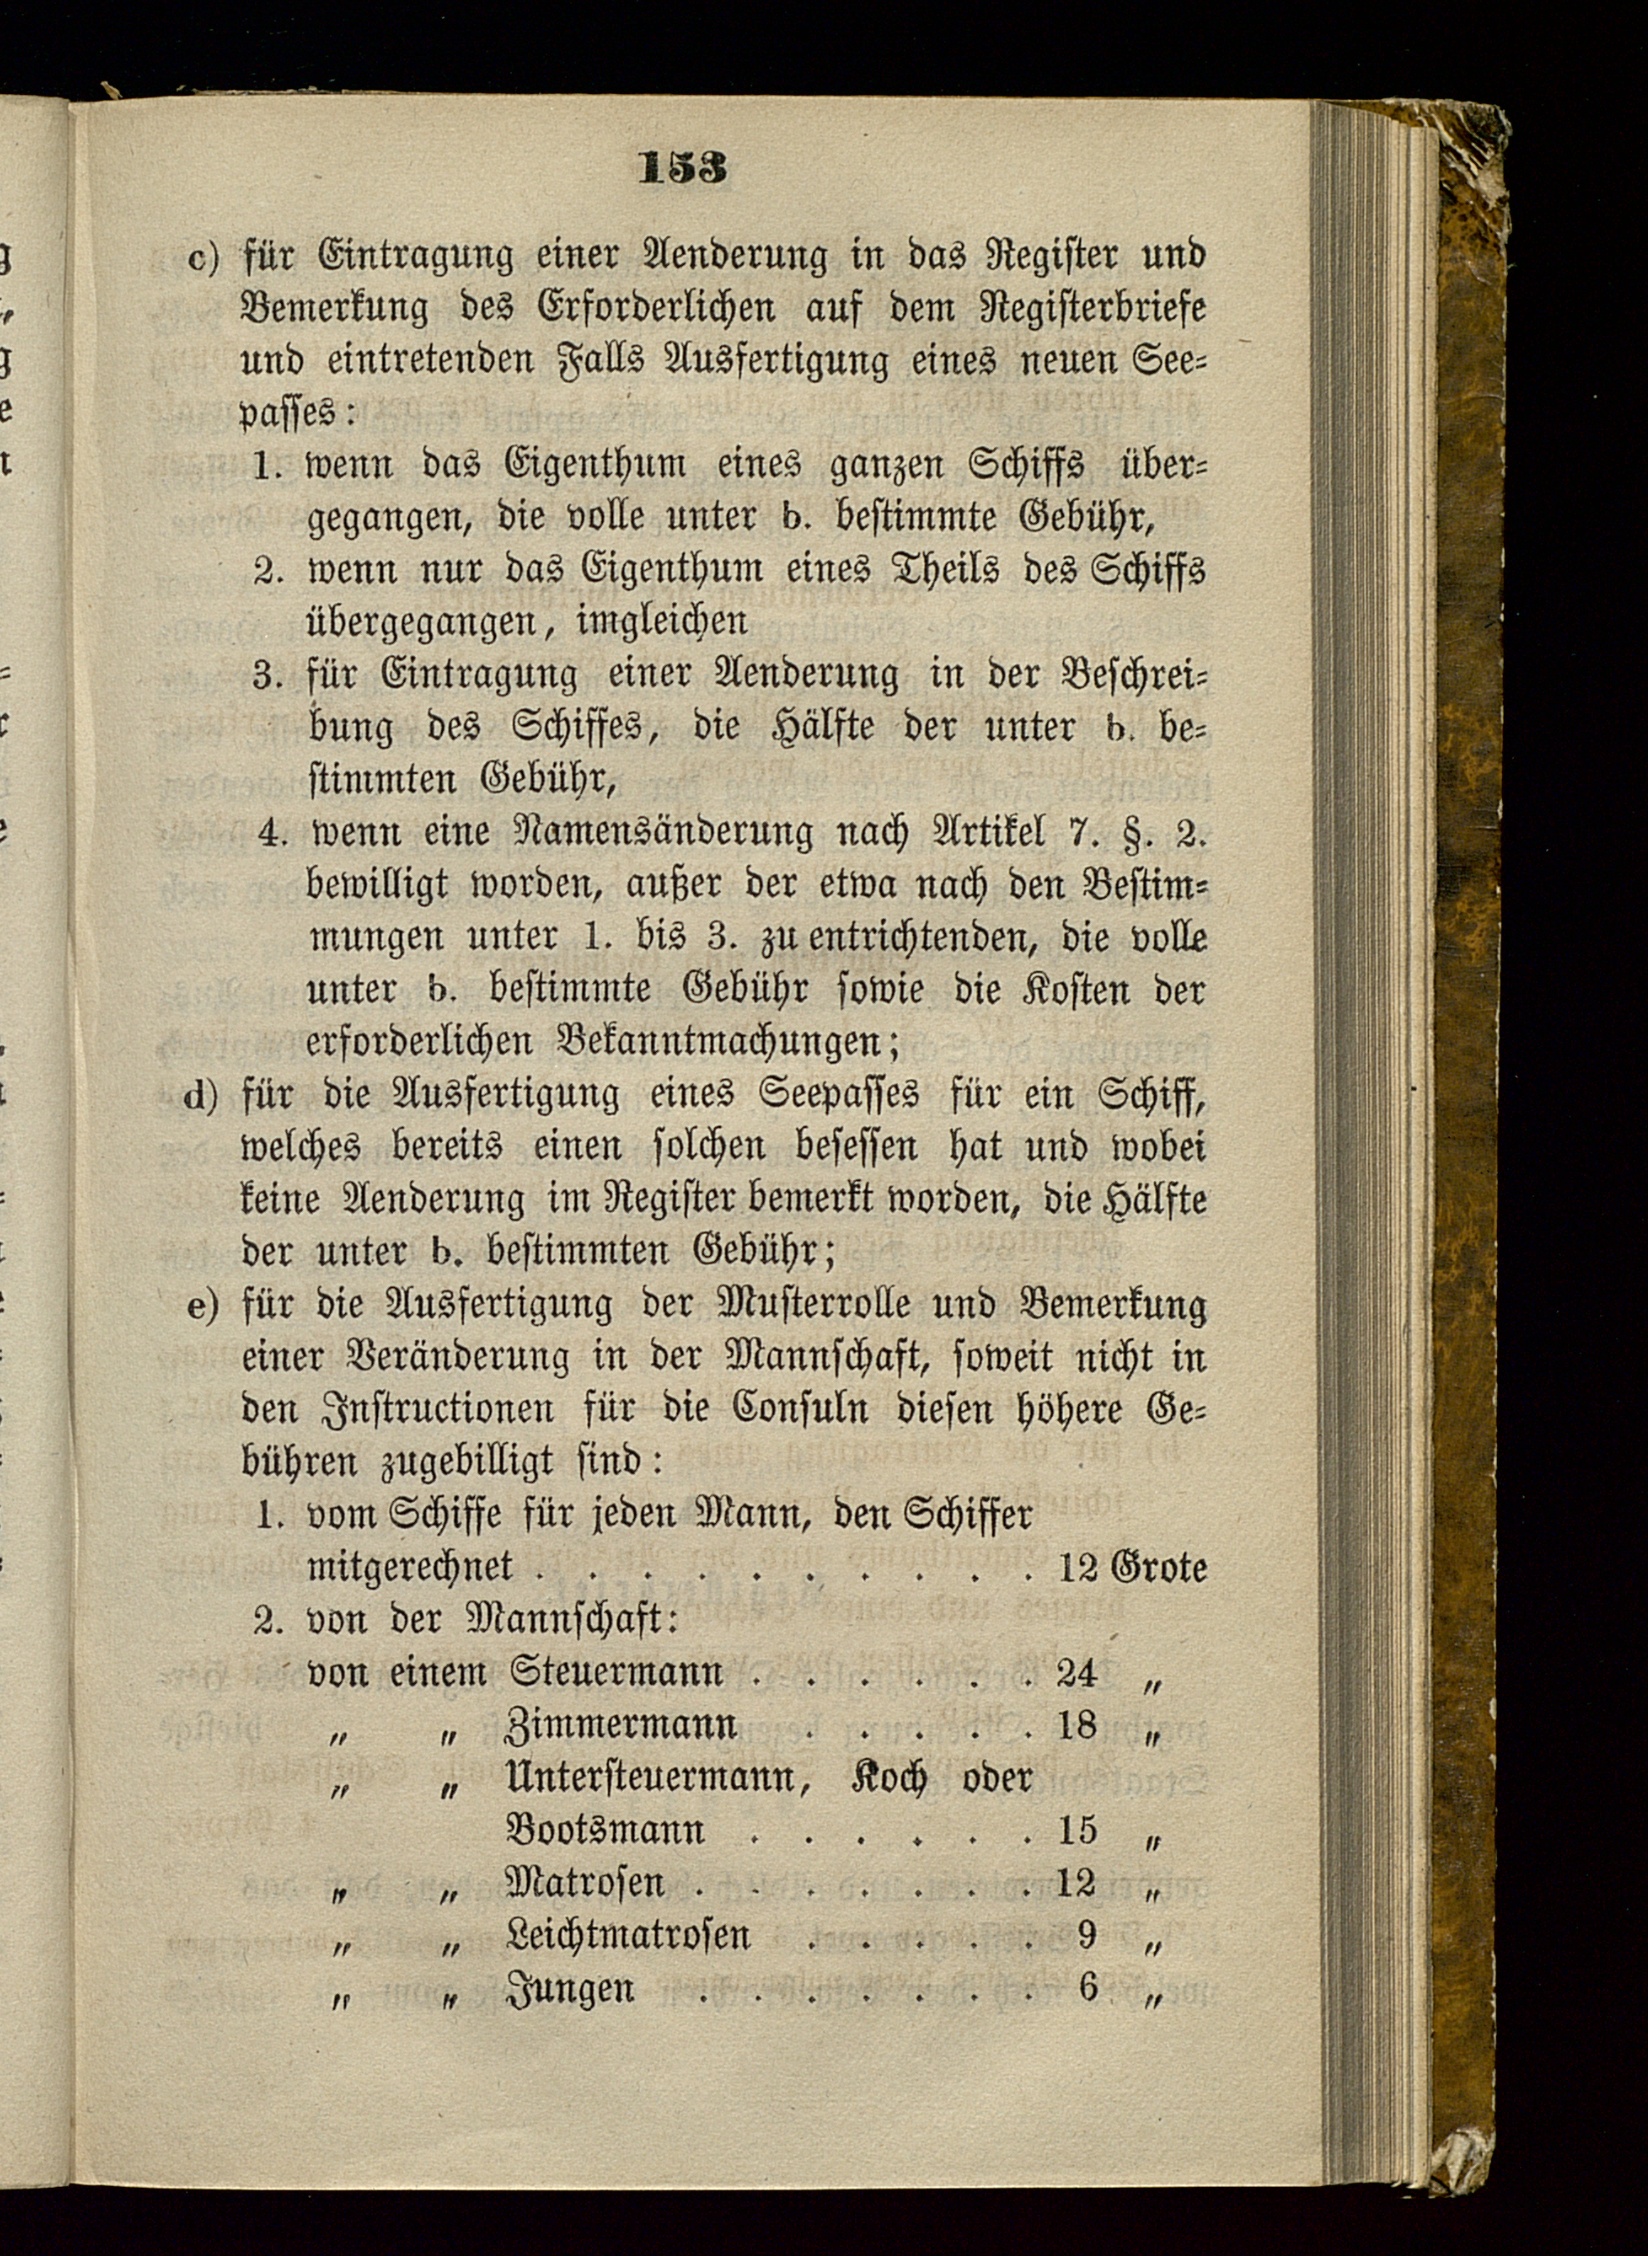 153
c) für Eintragung einer Aenderung in das Register und
Bemerkung des Erforderlichen auf dem Registerbriefe
und eintretenden Falls Ausfertigung eines neuen See-
passes:
1. wenn das Eigenthum eines ganzen Schiffs über-
gegangen, die volle unter b. bestimmte Gebühr,
2. wenn nur das Eigenthum eines Theils des Schiffs
übergegangen, imgleichen
3. für Eintragung einer Aenderung in der Beschrei-
bung des Schiffes, die Hälfte der unter b. be-
stimmten Gebühr,
4. wenn eine Namensänderung nach Artikel 7. §. 2.
bewilligt worden, außer der etwa nach den Bestim-
mungen unter 1. bis 3. zu entrichtenden, die volle
unter b. bestimmte Gebühr sowie die Kosten der
erforderlichen Bekanntmachungen;
d) für die Ausfertigung eines Seepasses für ein Schiff,
welches bereits einen solchen besessen hat und wobei
keine Aenderung im Register bemerkt worden, die Hälfte
der unter b. bestimmten Gebühr;
e) für die Ausfertigung der Musterrolle und Bemerkung
einer Veränderung in der Mannschaft, soweit nicht in
den Instructionen für die Consuln diesen höhere Ge-
bühren zugebilligt sind:
1. vom Schiffe für jeden Mann, den Schiffer
mitgerechnet . . . . . . . . . . 12 Grote
2. von der Mannschaft:
von einem Steuermann . . . . . . 24 „
„ „ Zimmermann . . . . . 18 „
„ „ Untersteuermann, Koch oder
Bootsmann . . . . . . 15 „
„ „ Matrosen . . . . . . . 12 „
„ „ Leichtmatrosen . . . . . 9 „
„ „ Jungen . . . . . . . 6 „